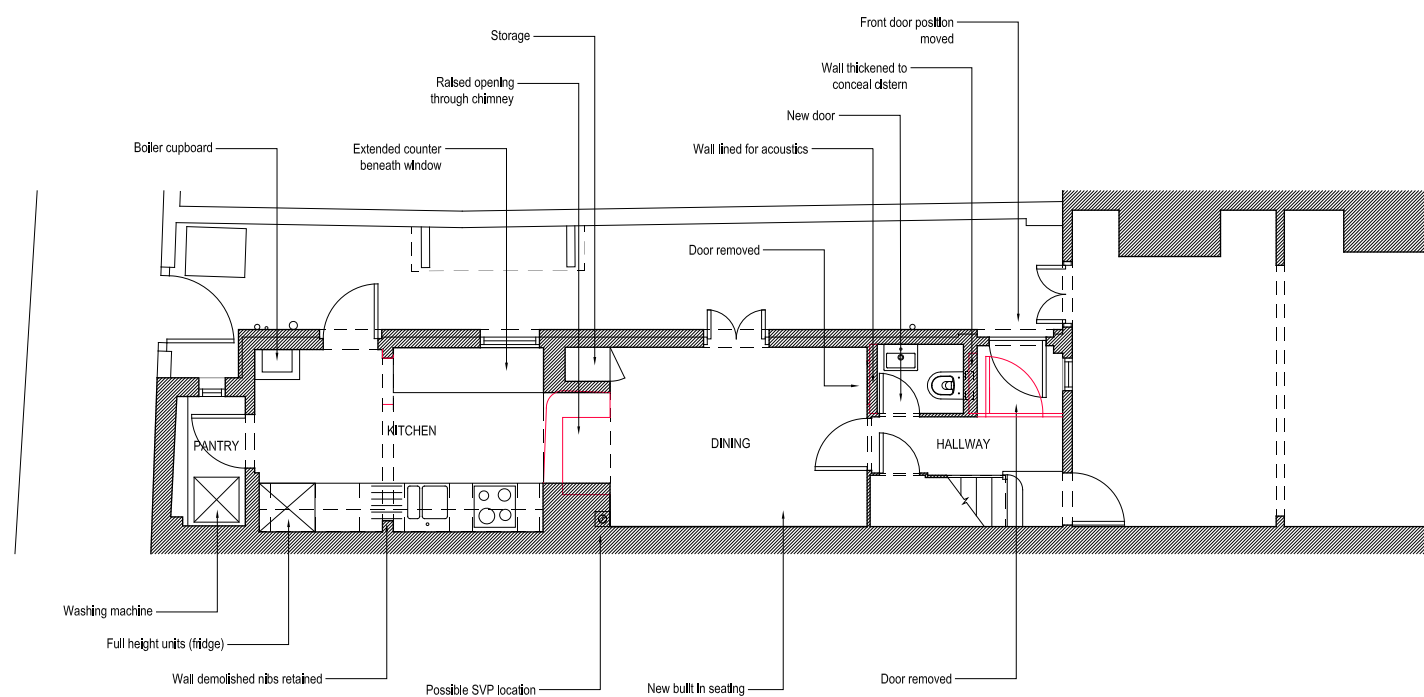 Front door position
moved
Storage
Wall thickened to
conceal cistern
Raised opening
through chimney
New door
Boiler cupboard
Extended counter
beneath window
Wall lined for acoustics
Door removed
PANTRY
KITCHEN
DINING
HALLWAY
Washing machine
Full height units (fridge)
Wall demolished nibs retained
Possible SVP location
New built in seating
Door removed